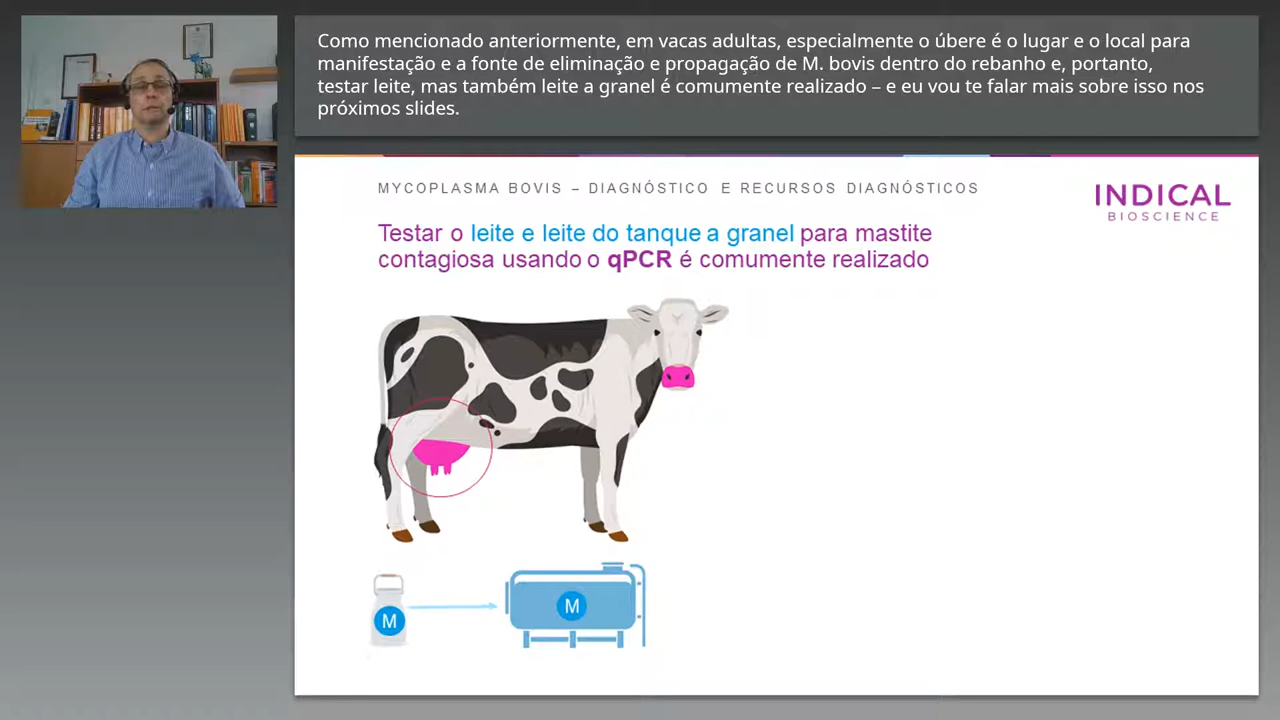 Como mencionado anteriormente, em vacas adultas, especialmente o úbere é o lugar e o local para
manifestação e a fonte de eliminação e propagação de M. bovis dentro do rebanho e, portanto,
testar leite, mas também leite a granel é comumente realizado – e eu vou te falar mais sobre isso nos
próximos slides.
MYCOPLASMA BOVIS – DIAGNÓSTICO E RECURSOS DIAGNÓSTICOS
INDICAL
BIOSCIENCE
Testar o leite e leite do tanque a granel para mastite
contagiosa usando o qPCR é comumente realizado
M
M